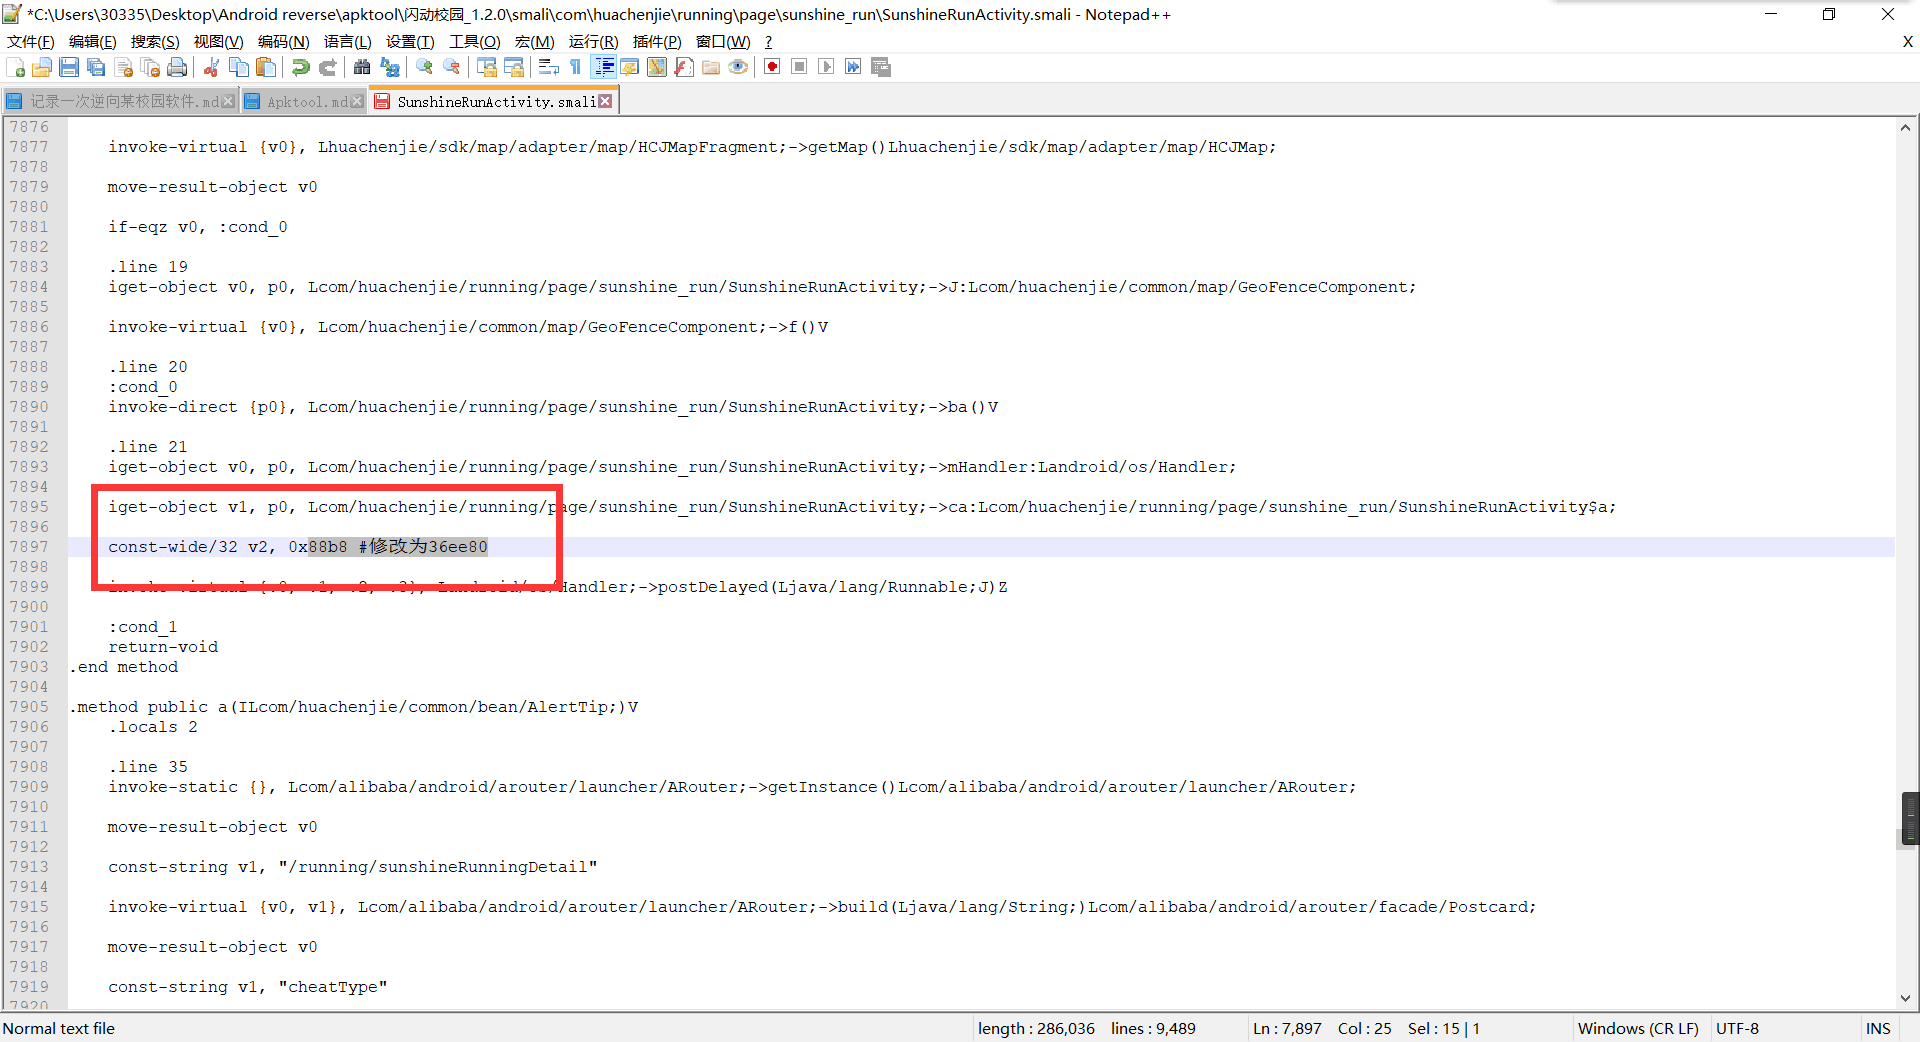 *C:\Users\30335\Desktop\Android reverse\apktool\闪动校园_1.2.0\smali\com\huachenjie\running\page\sunshine_run\SunshineRunActivity.smali - Notepad++
文件(F) 编辑(E) 搜索(S) 视图(V) 编码(N) 语言(L) 设置(T) 工具(O) 宏(M) 运行(R) 插件(P) 窗口(W) ? X
记录一次逆向某校园软件.md Apktool.md SunshineRunActivity.smali
7876
7877 invoke-virtual {v0}, Lhuachenjie/sdk/map/adapter/map/HCJMapFragment;->getMap()Lhuachenjie/sdk/map/adapter/map/HCJMap;
7878
7879 move-result-object v0
7880
7881 if-eqz v0, :cond_0
7882
7883 .line 19
7884 iget-object v0, p0, Lcom/huachenjie/running/page/sunshine_run/SunshineRunActivity;->J:Lcom/huachenjie/common/map/GeoFenceComponent;
7885
7886 invoke-virtual {v0}, Lcom/huachenjie/common/map/GeoFenceComponent;->f()V
7887
7888 .line 20
7889 :cond_0
7890 invoke-direct {p0}, Lcom/huachenjie/running/page/sunshine_run/SunshineRunActivity;->ba()V
7891
7892 .line 21
7893 iget-object v0, p0, Lcom/huachenjie/running/page/sunshine_run/SunshineRunActivity;->mHandler:Landroid/os/Handler;
7894
7895 iget-object v1, p0, Lcom/huachenjie/running/page/sunshine_run/SunshineRunActivity;->ca:Lcom/huachenjie/running/page/sunshine_run/SunshineRunActivity$a;
7896
7897 const-wide/32 v2, 0x88b8 #修改为36ee80
7898
7899 invoke-virtual {v0, v1, v2, v3}, Landroid/os/Handler;->postDelayed(Ljava/lang/Runnable;J)Z
7900
7901 :cond_1
7902 return-void
7903 .end method
7904
7905 .method public a(ILcom/huachenjie/common/bean/AlertTip;)V
7906 .locals 2
7907
7908 .line 35
7909 invoke-static {}, Lcom/alibaba/android/arouter/launcher/ARouter;->getInstance()Lcom/alibaba/android/arouter/launcher/ARouter;
7910
7911 move-result-object v0
7912
7913 const-string v1, "/running/sunshineRunningDetail"
7914
7915 invoke-virtual {v0, v1}, Lcom/alibaba/android/arouter/launcher/ARouter;->build(Ljava/lang/String;)Lcom/alibaba/android/arouter/facade/Postcard;
7916
7917 move-result-object v0
7918
7919 const-string v1, "cheatType"
7920
Normal text file length : 286,036 lines : 9,489 Ln : 7,897 Col : 25 Sel : 15 | 1 Windows (CR LF) UTF-8 INS